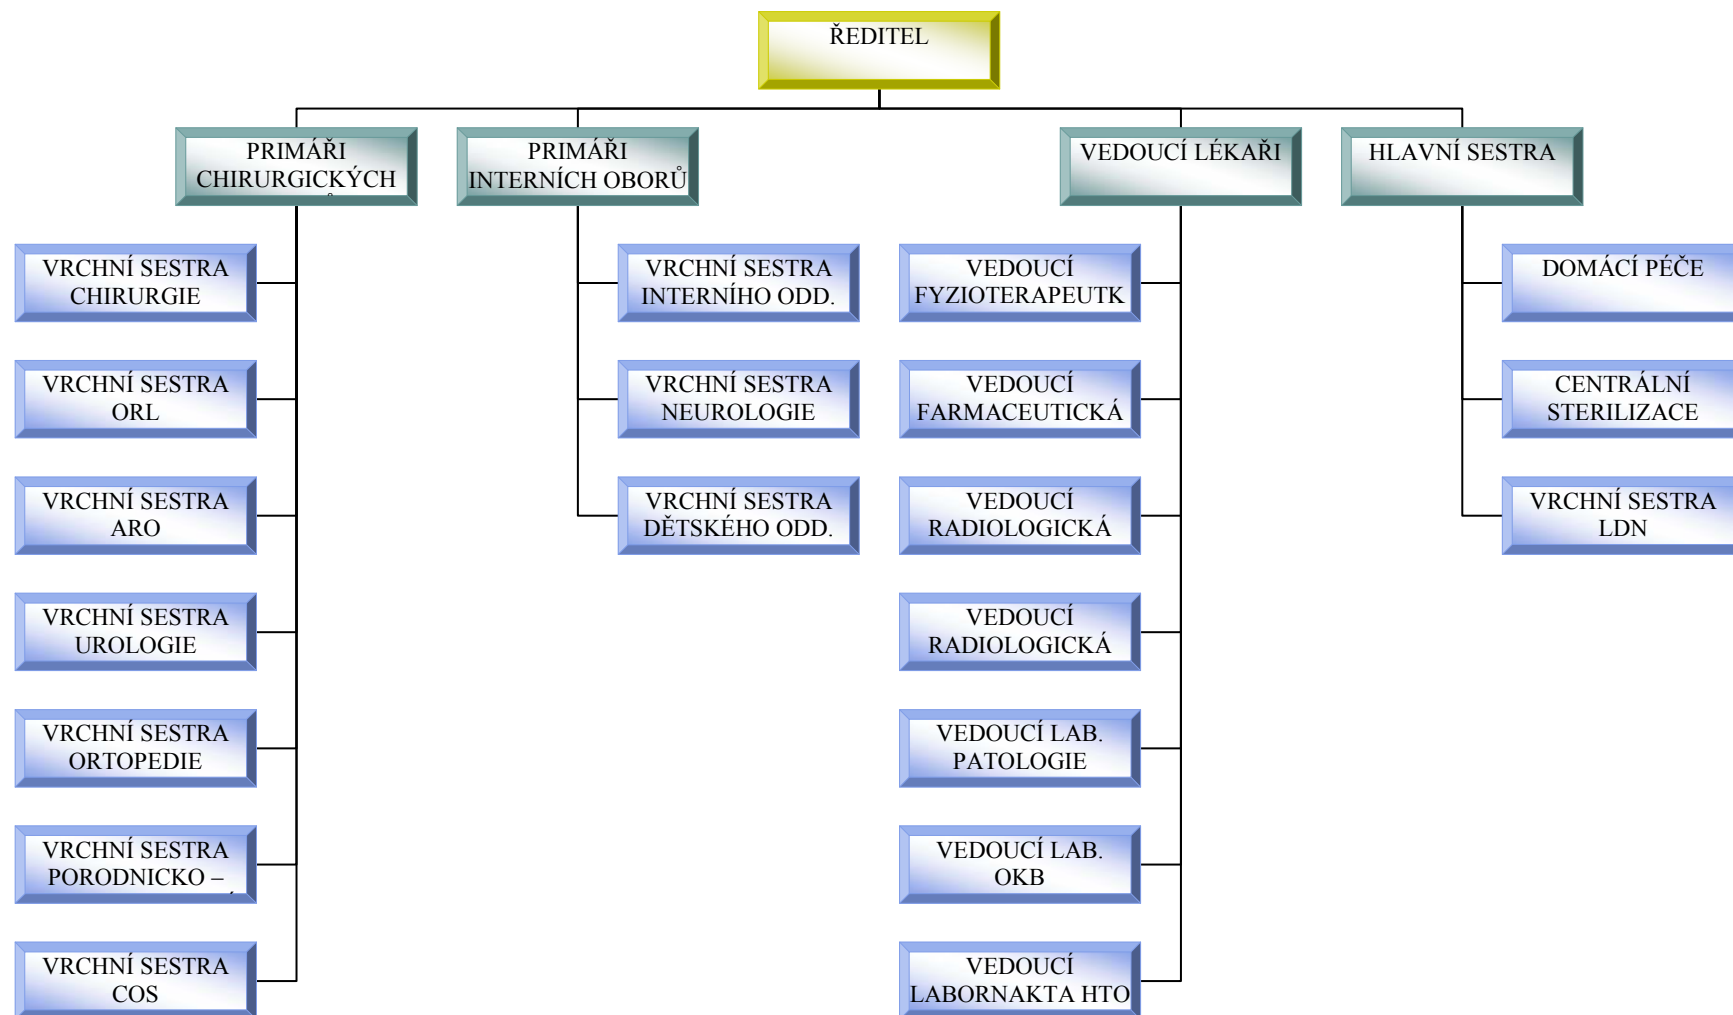 ŘEDITEL
PRIMÁŘI
CHIRURGICKÝCH
PRIMÁŘI
INTERNÍCH OBORŮ
VEDOUCÍ LÉKAŘI
HLAVNÍ SESTRA
VRCHNÍ SESTRA
CHIRURGIE
VRCHNÍ SESTRA
ORL
VRCHNÍ SESTRA
ARO
VRCHNÍ SESTRA
UROLOGIE
VRCHNÍ SESTRA
ORTOPEDIE
VRCHNÍ SESTRA
PORODNICKO –
VRCHNÍ SESTRA
COS
VRCHNÍ SESTRA
INTERNÍHO ODD.
VRCHNÍ SESTRA
NEUROLOGIE
VRCHNÍ SESTRA
DĚTSKÉHO ODD.
VEDOUCÍ
FYZIOTERAPEUTK
VEDOUCÍ
FARMACEUTICKÁ
VEDOUCÍ
RADIOLOGICKÁ
VEDOUCÍ
RADIOLOGICKÁ
VEDOUCÍ LAB.
PATOLOGIE
VEDOUCÍ LAB.
OKB
VEDOUCÍ
LABORNAKTA HTO
DOMÁCÍ PÉČE
CENTRÁLNÍ
STERILIZACE
VRCHNÍ SESTRA
LDN